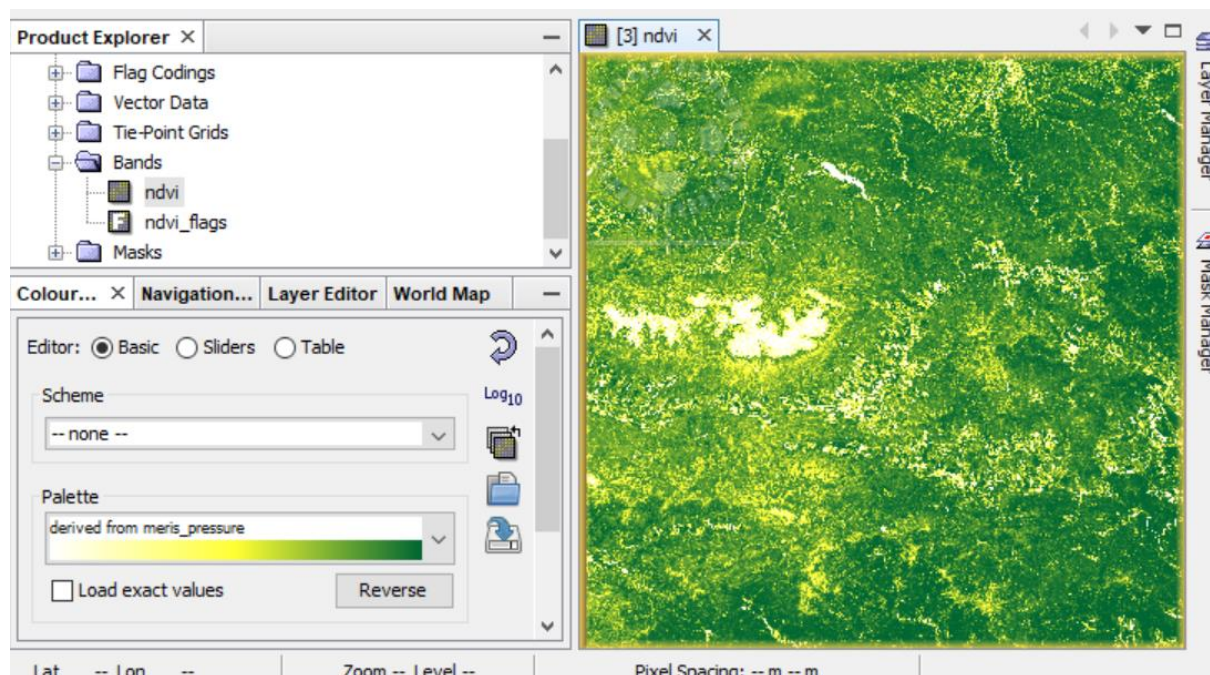 Product Explorer
Flag Codings
Vector Data
Tie-Point Grids
Bands
ndvi
ndvi_flags
Masks
Colour...
Navigation...
Layer Editor
World Map
Editor:
Basic
Sliders
Table
Scheme
Log10
-- none --
Palette
derived from meris_pressure
Load exact values
Reverse
[3] ndvi
Layer Manager
Mask Manager
Lat -- Lon --
Zoom -- Level --
Pixel Spacing: -- m -- m